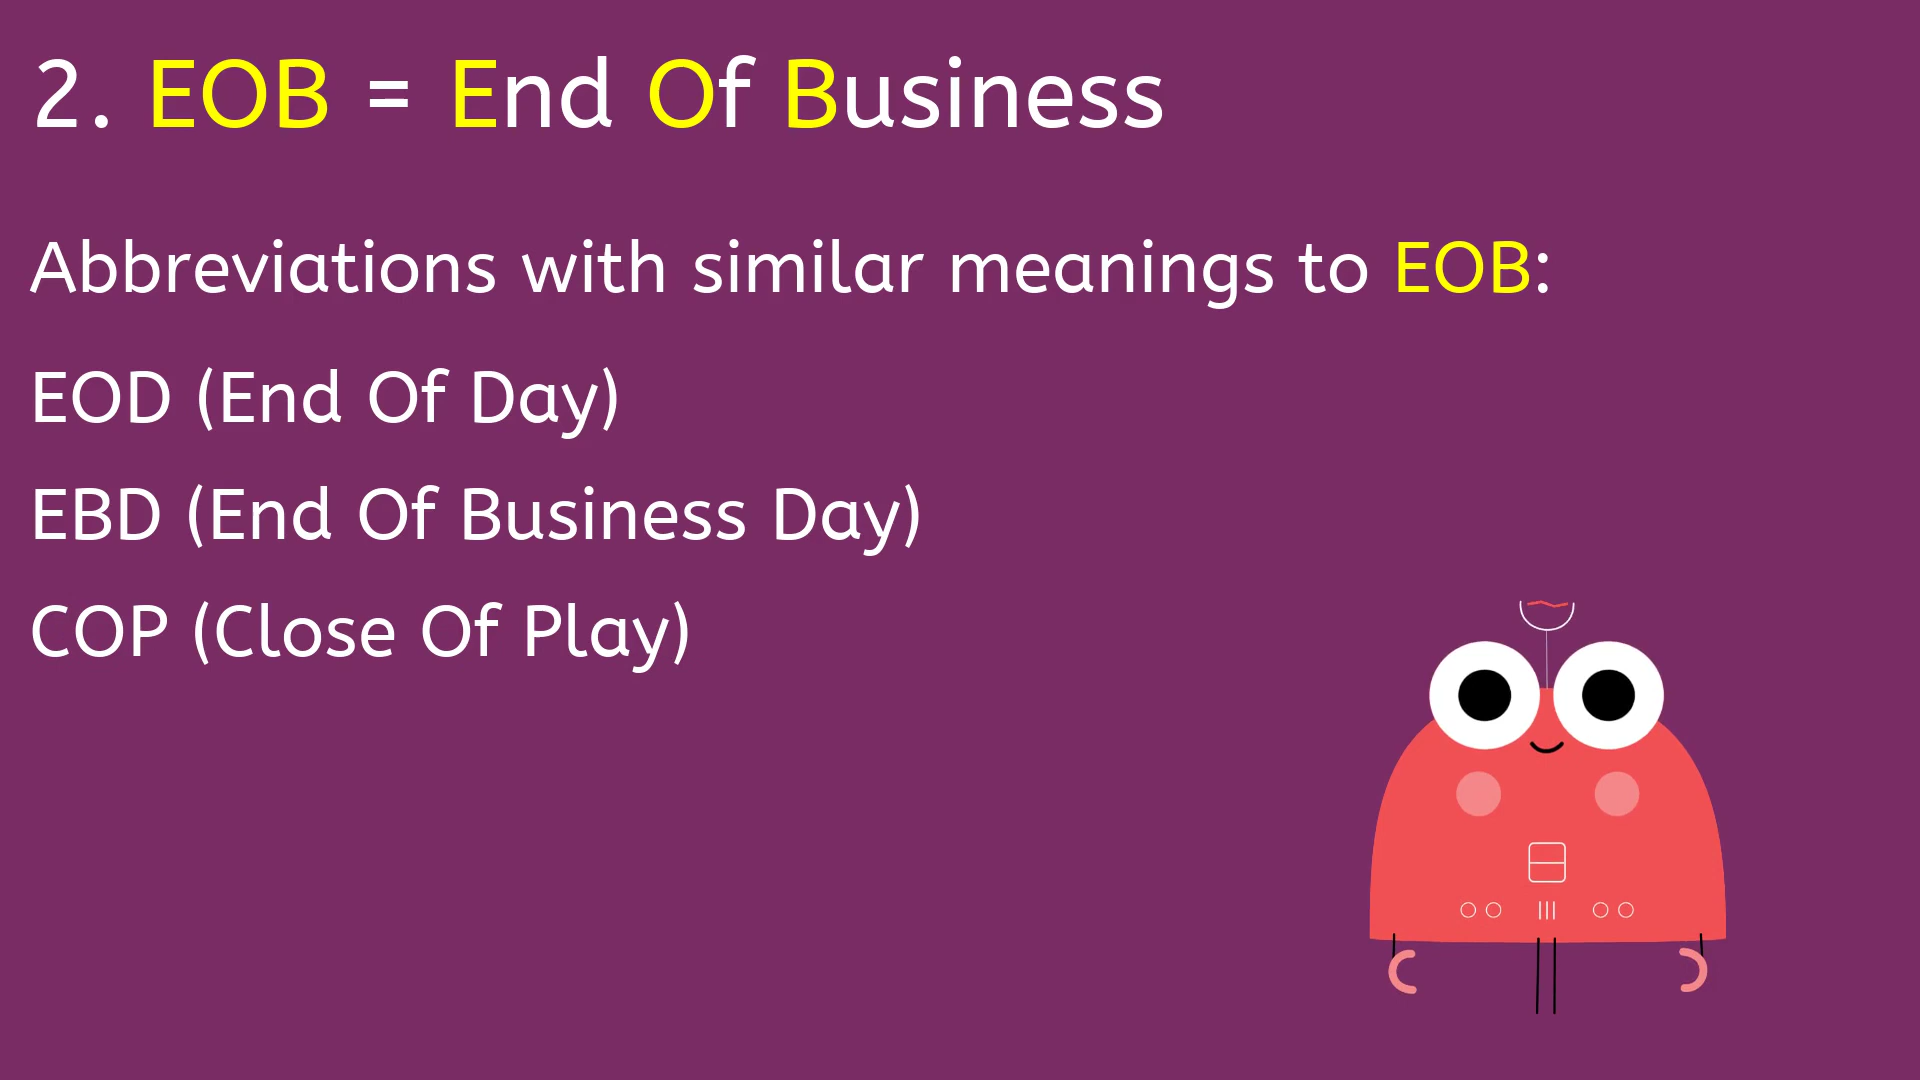 2. EOB = End Of Business
Abbreviations with similar meanings to EOB:
EOD (End Of Day)
EBD (End Of Business Day)
COP (Close Of Play)